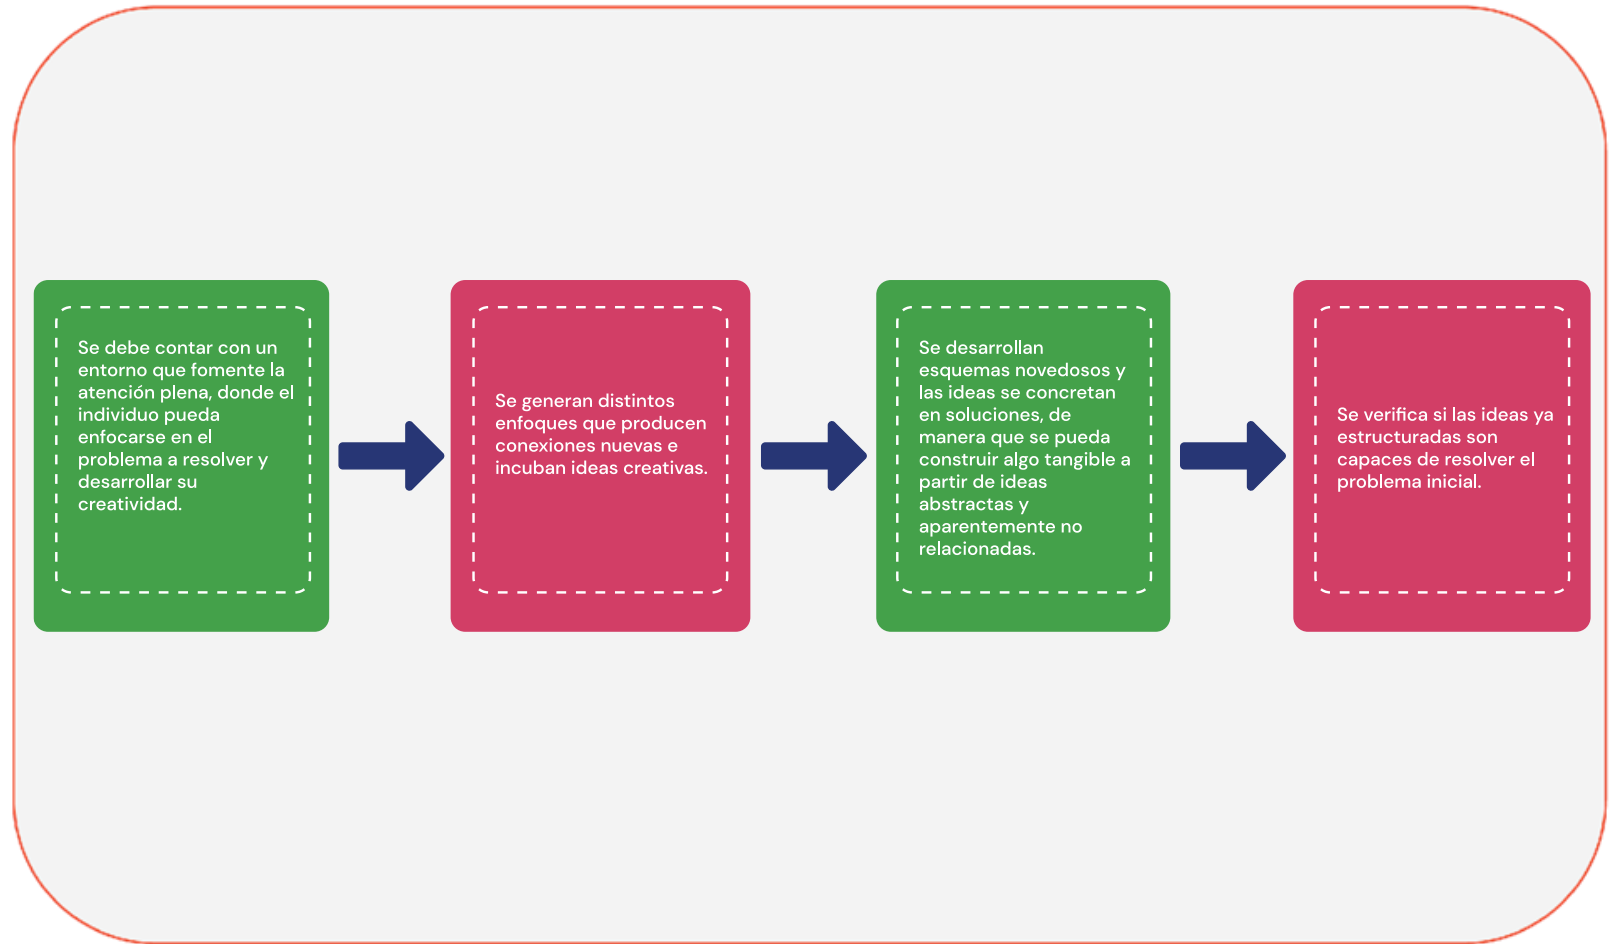 Se debe contar con un
entorno que fomente la
atención plena, donde el
individuo pueda
enfocarse en el
problema a resolver y
desarrollar su
creatividad.
Se generan distintos
enfoques que producen
conexiones nuevas e
incuban ideas creativas.
Se desarrollan
esquemas novedosos y
las ideas se concretan
en soluciones, de
manera que se pueda
construir algo tangible a
partir de ideas
abstractas y
aparentemente no
relacionadas.
Se verifica si las ideas ya
estructuradas son
capaces de resolver el
problema inicial.